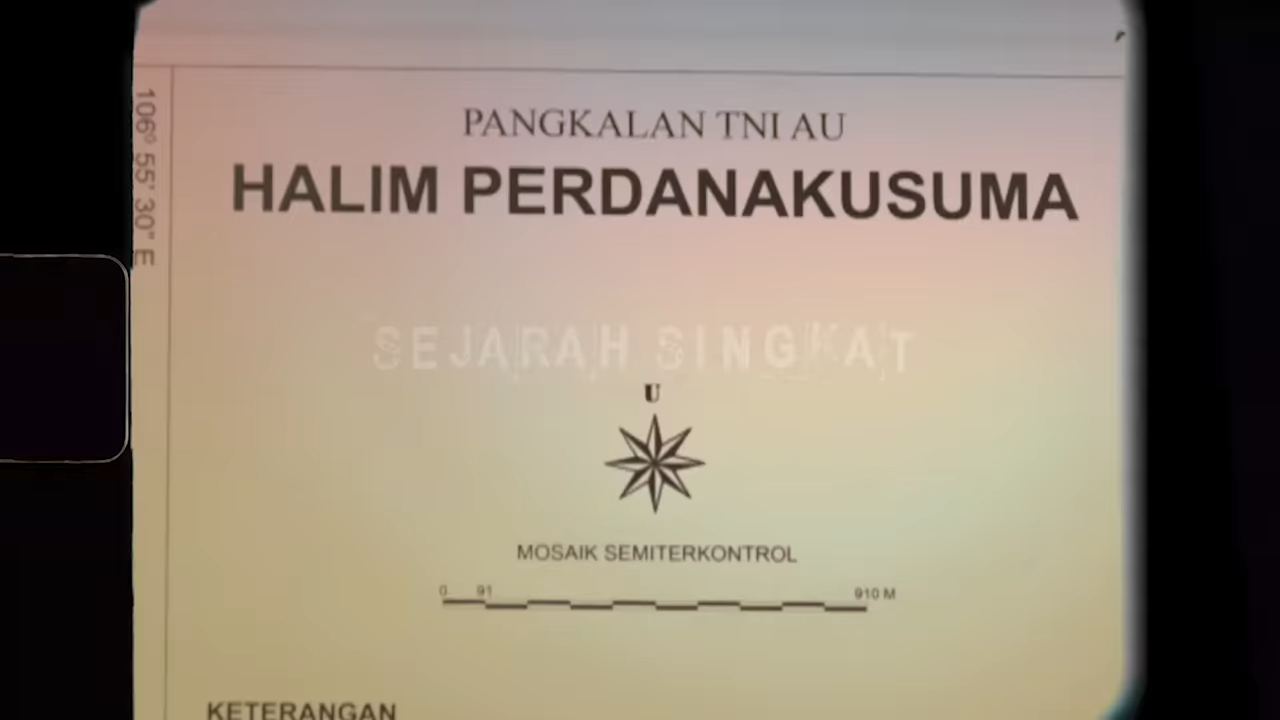 106° 55' 30" E
PANGKALAN TNI AU
HALIM PERDANAKUSUMA
SEJARAH SINGKAT
U
MOSAIK SEMITERKONTROL
0 91 910 M
KETERANGAN